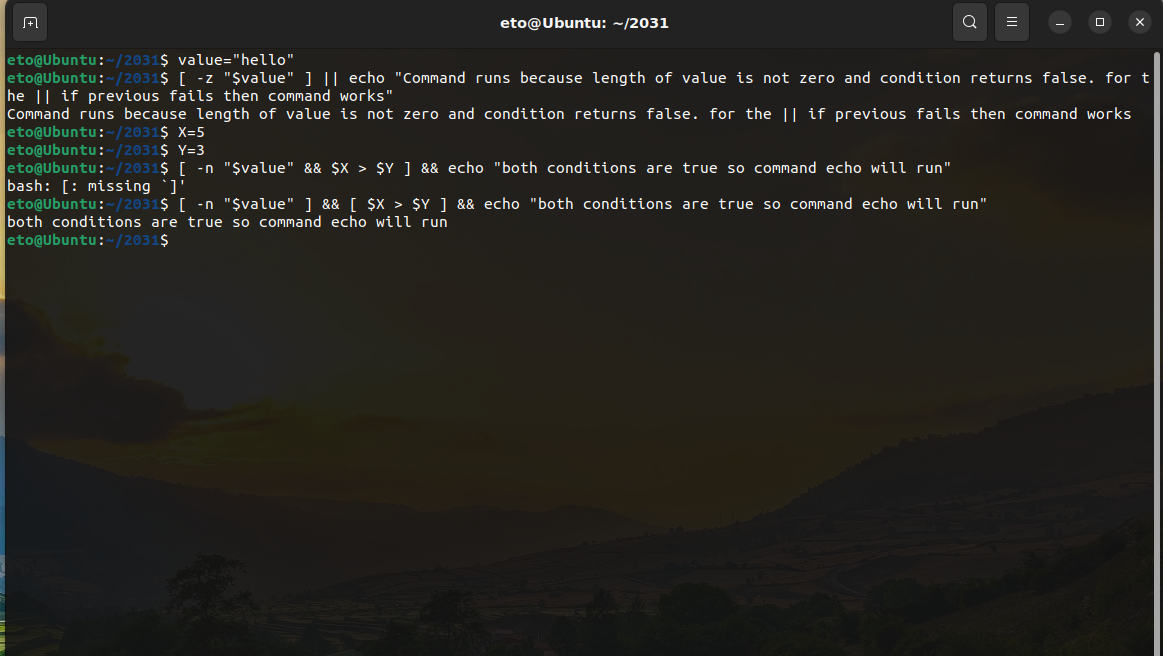 eto@Ubuntu: ~/2031
eto@Ubuntu:~/2031$ value="hello"
eto@Ubuntu:~/2031$ [ -z "$value" ] || echo "Command runs because length of value is not zero and condition returns false. for t
he || if previous fails then command works"
Command runs because length of value is not zero and condition returns false. for the || if previous fails then command works
eto@Ubuntu:~/2031$ X=5
eto@Ubuntu:~/2031$ Y=3
eto@Ubuntu:~/2031$ [ -n "$value" && $X > $Y ] && echo "both conditions are true so command echo will run"
bash: [: missing `]'
eto@Ubuntu:~/2031$ [ -n "$value" ] && [ $X > $Y ] && echo "both conditions are true so command echo will run"
both conditions are true so command echo will run
eto@Ubuntu:~/2031$